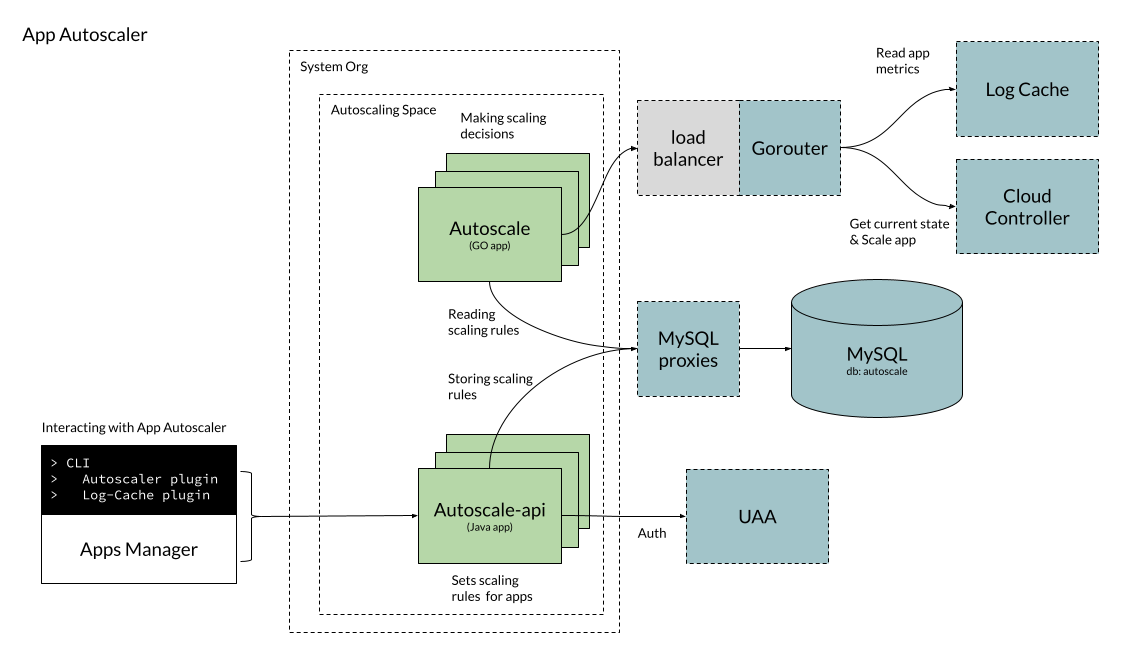 App Autoscaler
System Org
Autoscaling Space
Making scaling
decisions
Autoscale
(GO app)
load
balancer
Gorouter
Read app
metrics
Log Cache
Cloud
Controller
Get current state
& Scale app
Reading
scaling rules
MySQL
proxies
MySQL
db: autoscale
Storing scaling
rules
Interacting with App Autoscaler
> CLI
>   Autoscaler plugin
>   Log-Cache plugin
Apps Manager
Autoscale-api
(Java app)
Auth
UAA
Sets scaling
rules  for apps